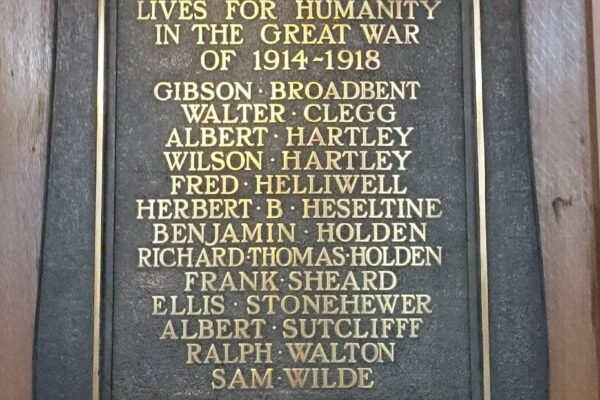 LIVES FOR HUMANITY
IN THE GREAT WAR
OF 1914-1918
GIBSON · BROADBENT
WALTER · CLEGG
ALBERT · HARTLEY
WILSON · HARTLEY
FRED · HELLIWELL
HERBERT · B · HESELTINE
BENJAMIN · HOLDEN
RICHARD·THOMAS·HOLDEN
FRANK · SHEARD
ELLIS · STONEHEWER
ALBERT · SUTCLIFFF
RALPH · WALTON
SAM · WILDE